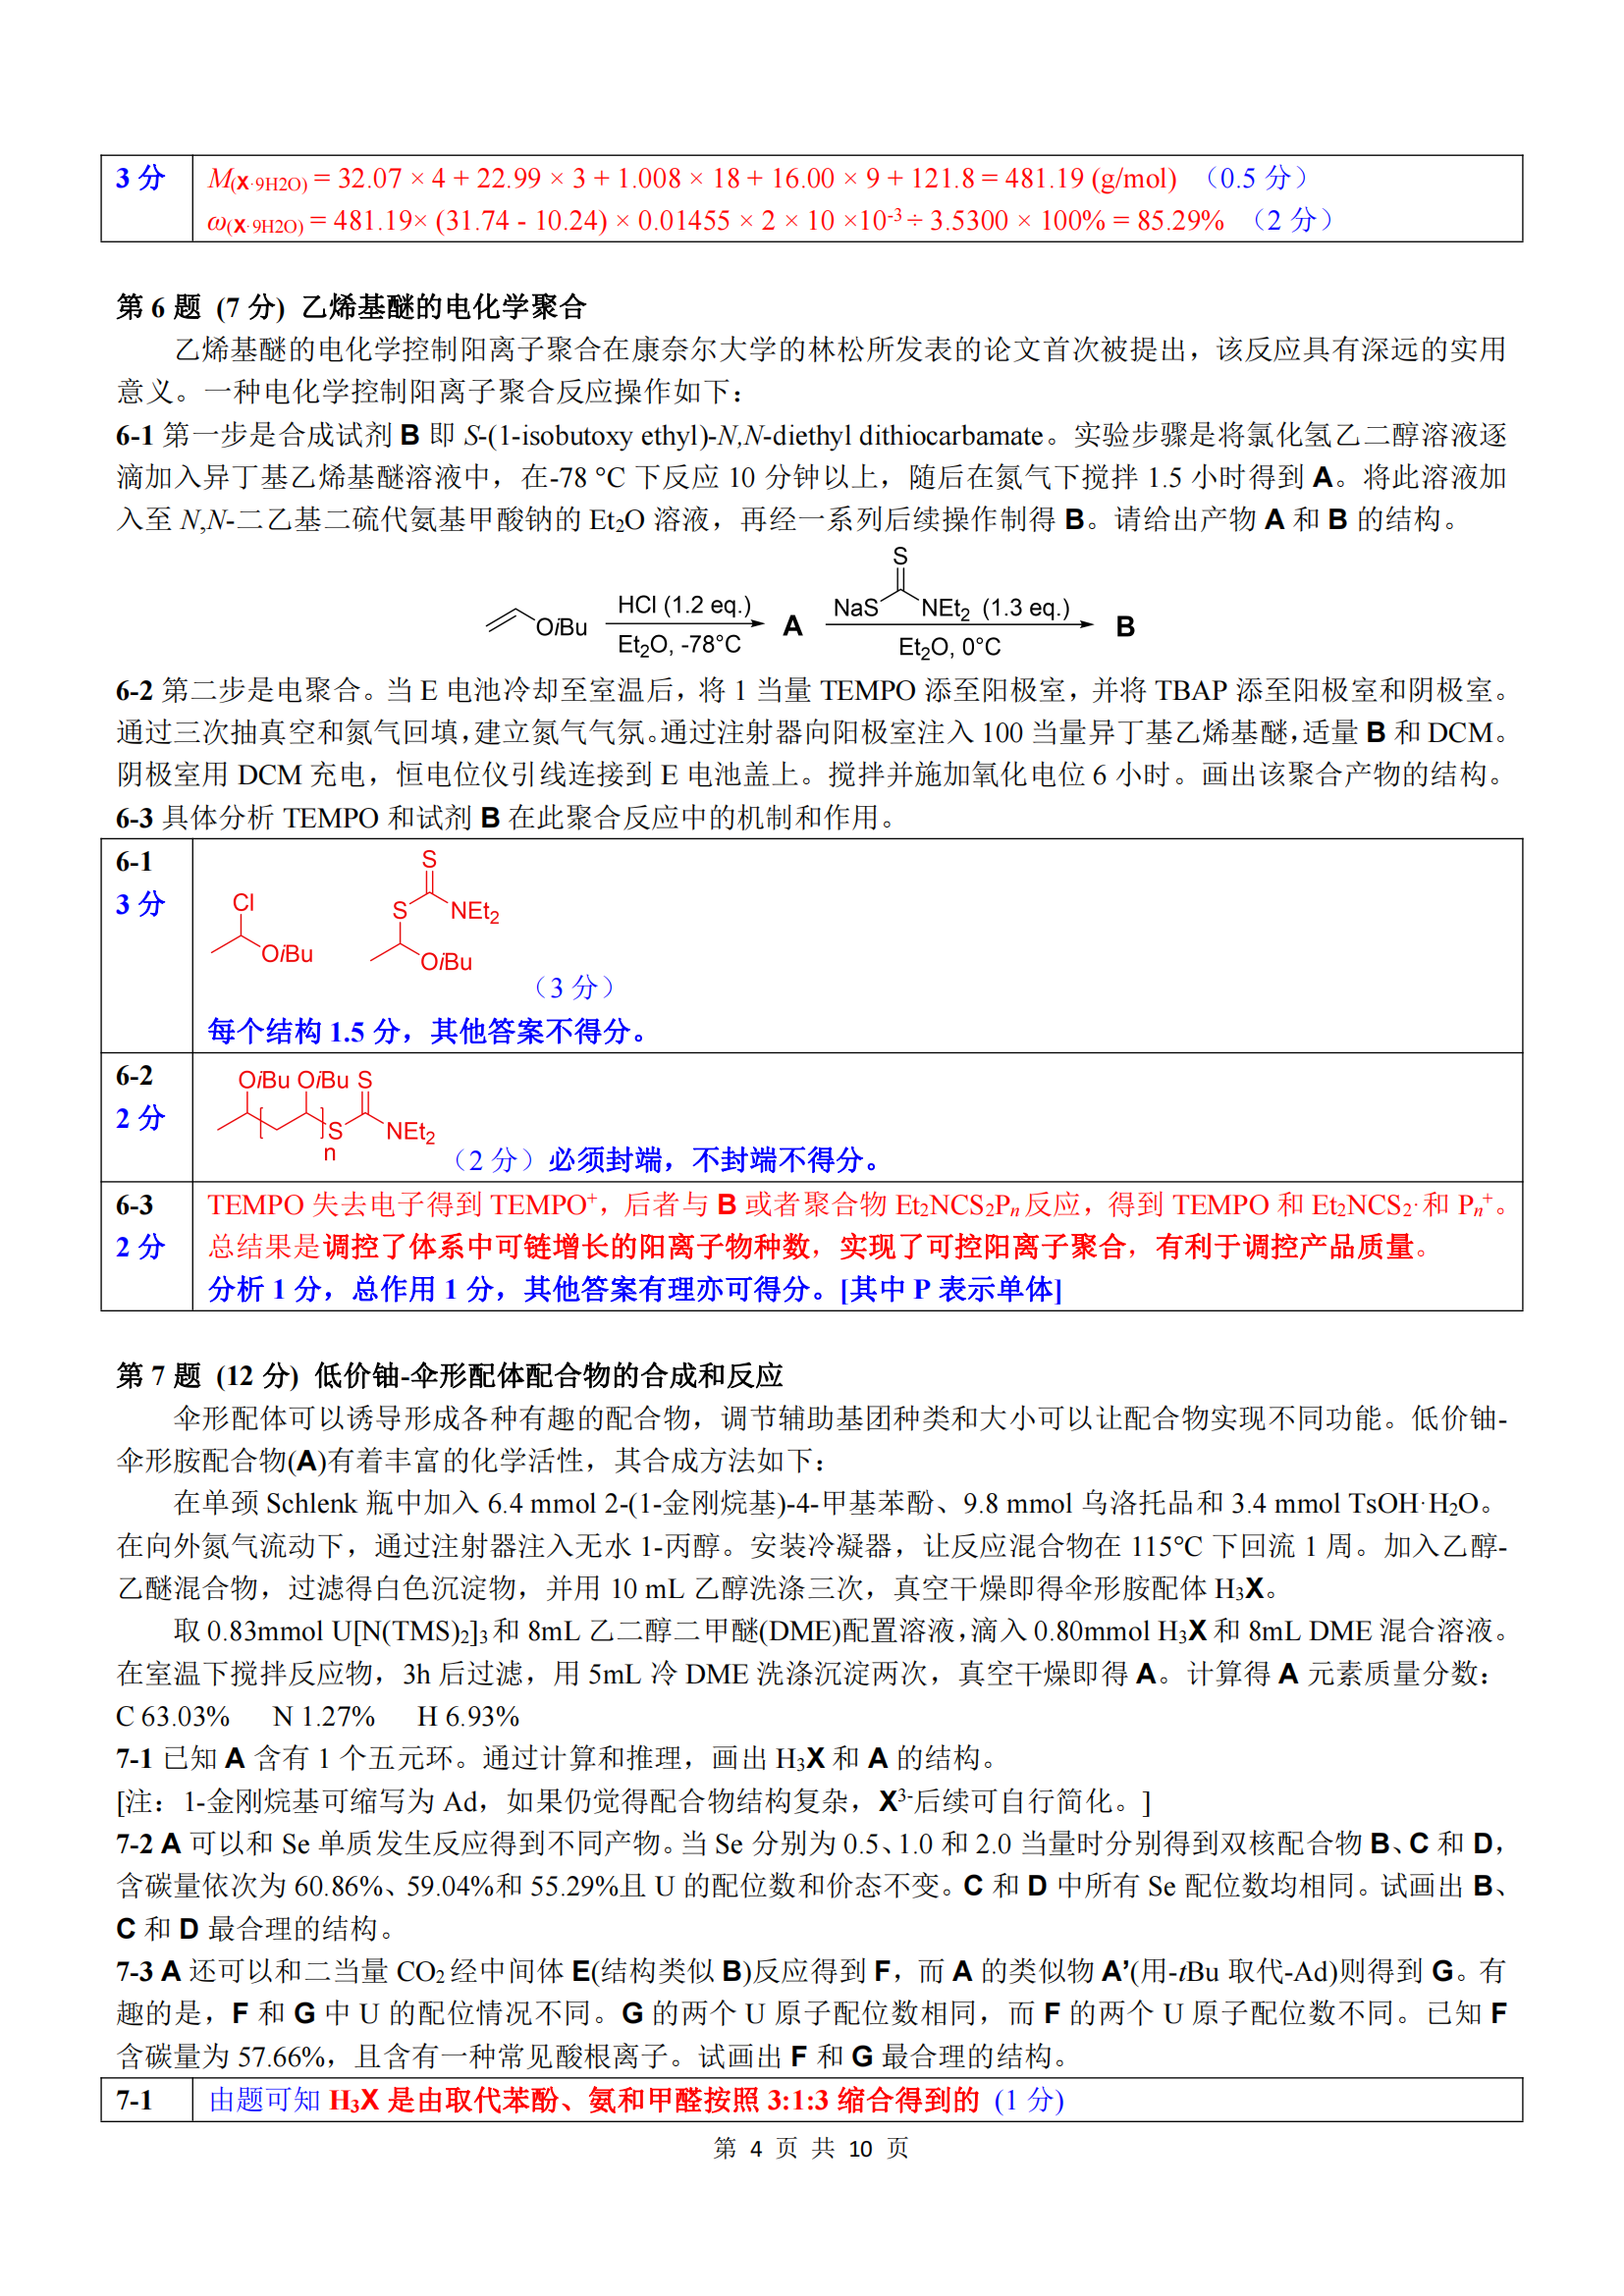 3 分
M(X·9H2O) = 32.07 × 4 + 22.99 × 3 + 1.008 × 18 + 16.00 × 9 + 121.8 = 481.19 (g/mol) （0.5 分）
ω(X·9H2O) = 481.19× (31.74 - 10.24) × 0.01455 × 2 × 10 ×10-3 ÷ 3.5300 × 100% = 85.29% （2 分）
第 6 题 (7 分) 乙烯基醚的电化学聚合
乙烯基醚的电化学控制阳离子聚合在康奈尔大学的林松所发表的论文首次被提出，该反应具有深远的实用
意义。一种电化学控制阳离子聚合反应操作如下：
6-1 第一步是合成试剂 B 即 S-(1-isobutoxy ethyl)-N,N-diethyl dithiocarbamate。实验步骤是将氯化氢乙二醇溶液逐
滴加入异丁基乙烯基醚溶液中，在-78 °C 下反应 10 分钟以上，随后在氮气下搅拌 1.5 小时得到 A。将此溶液加
入至 N,N-二乙基二硫代氨基甲酸钠的 Et2O 溶液，再经一系列后续操作制得 B。请给出产物 A 和 B 的结构。
S
OiBu HCl (1.2 eq.) A NaS NEt2 (1.3 eq.) B
Et2O, -78°C Et2O, 0°C
6-2 第二步是电聚合。当 E 电池冷却至室温后，将 1 当量 TEMPO 添至阳极室，并将 TBAP 添至阳极室和阴极室。
通过三次抽真空和氮气回填，建立氮气气氛。通过注射器向阳极室注入 100 当量异丁基乙烯基醚，适量 B 和 DCM。
阴极室用 DCM 充电，恒电位仪引线连接到 E 电池盖上。搅拌并施加氧化电位 6 小时。画出该聚合产物的结构。
6-3 具体分析 TEMPO 和试剂 B 在此聚合反应中的机制和作用。
6-1
3 分
Cl OiBu S S NEt2 OiBu
（3 分）
每个结构 1.5 分，其他答案不得分。
6-2
2 分
OiBu OiBu S
S NEt2
n
（2 分）必须封端，不封端不得分。
6-3
2 分
TEMPO 失去电子得到 TEMPO+，后者与 B 或者聚合物 Et2NCS2Pn 反应，得到 TEMPO 和 Et2NCS2·和 Pn+。
总结果是调控了体系中可链增长的阳离子物种数，实现了可控阳离子聚合，有利于调控产品质量。
分析 1 分，总作用 1 分，其他答案有理亦可得分。[其中 P 表示单体]
第 7 题 (12 分) 低价铀-伞形配体配合物的合成和反应
伞形配体可以诱导形成各种有趣的配合物，调节辅助基团种类和大小可以让配合物实现不同功能。低价铀-
伞形胺配合物(A)有着丰富的化学活性，其合成方法如下：
在单颈 Schlenk 瓶中加入 6.4 mmol 2-(1-金刚烷基)-4-甲基苯酚、9.8 mmol 乌洛托品和 3.4 mmol TsOH·H2O。
在向外氮气流动下，通过注射器注入无水 1-丙醇。安装冷凝器，让反应混合物在 115°C 下回流 1 周。加入乙醇-
乙醚混合物，过滤得白色沉淀物，并用 10 mL 乙醇洗涤三次，真空干燥即得伞形胺配体 H3X。
取 0.83mmol U[N(TMS)2]3 和 8mL 乙二醇二甲醚(DME)配置溶液，滴入 0.80mmol H3X 和 8mL DME 混合溶液。
在室温下搅拌反应物，3h 后过滤，用 5mL 冷 DME 洗涤沉淀两次，真空干燥即得 A。计算得 A 元素质量分数：
C 63.03% N 1.27% H 6.93%
7-1 已知 A 含有 1 个五元环。通过计算和推理，画出 H3X 和 A 的结构。
[注：1-金刚烷基可缩写为 Ad，如果仍觉得配合物结构复杂，X3-后续可自行简化。]
7-2 A 可以和 Se 单质发生反应得到不同产物。当 Se 分别为 0.5、1.0 和 2.0 当量时分别得到双核配合物 B、C 和 D，
含碳量依次为 60.86%、59.04%和 55.29%且 U 的配位数和价态不变。C 和 D 中所有 Se 配位数均相同。试画出 B、
C 和 D 最合理的结构。
7-3 A 还可以和二当量 CO2 经中间体 E(结构类似 B)反应得到 F，而 A 的类似物 A’(用-tBu 取代-Ad)则得到 G。有
趣的是，F 和 G 中 U 的配位情况不同。G 的两个 U 原子配位数相同，而 F 的两个 U 原子配位数不同。已知 F
含碳量为 57.66%，且含有一种常见酸根离子。试画出 F 和 G 最合理的结构。
7-1
由题可知 H3X 是由取代苯酚、氨和甲醛按照 3:1:3 缩合得到的 (1 分)
第 4 页 共 10 页